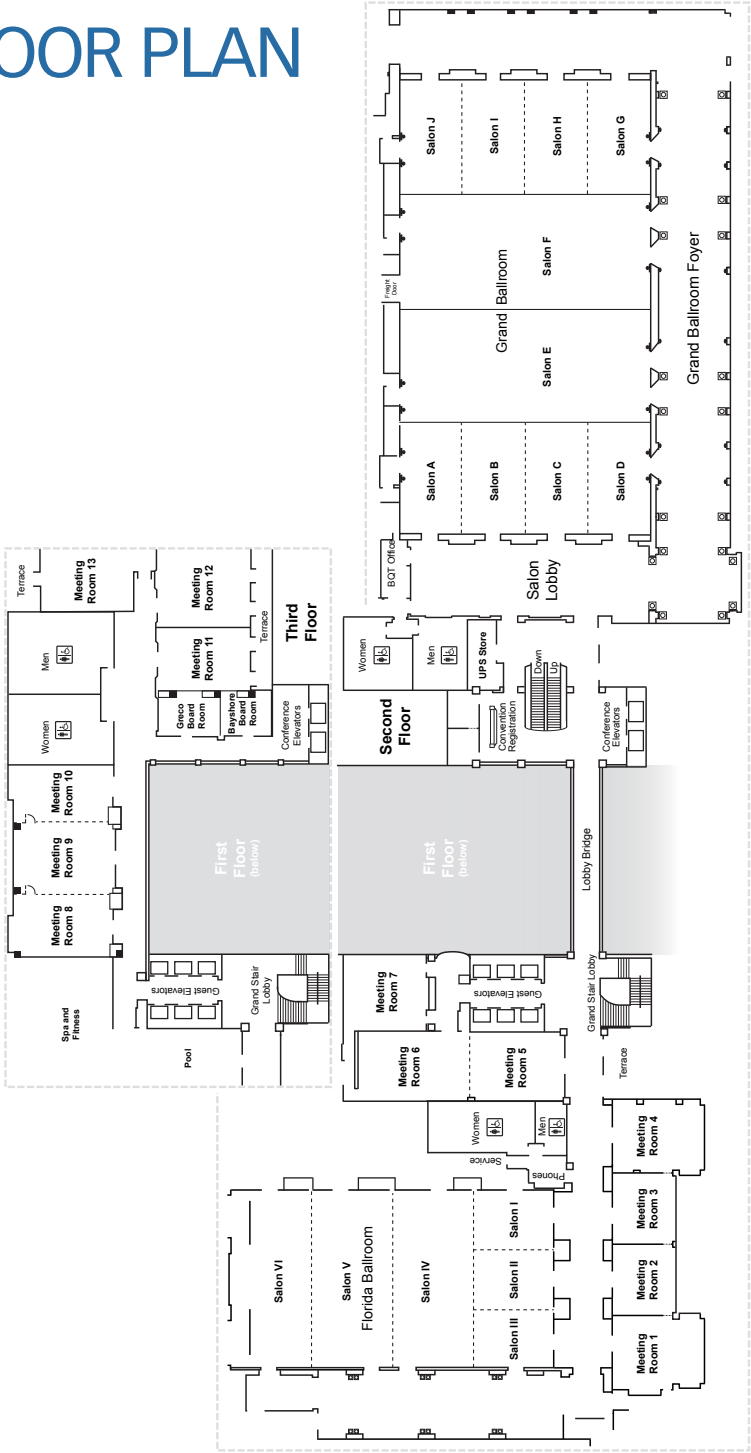 OOR PLAN
Salon J
Salon I
Salon H
Salon G
Salon F
Grand Ballroom
Grand Ballroom Foyer
Freight
Door
Salon E
Salon A
Salon B
Salon C
Salon D
BQT Office
Salon
Lobby
Terrace
Meeting
Room 13
Meeting
Room 12
Meeting
Room 11
Terrace
Third
Floor
Men
Women
Greco
Board
Room
Bayshore
Board
Room
Conference
Elevators
Meeting
Room 10
Meeting
Room 9
Meeting
Room 8
First
Floor
(below)
Spa and
Fitness
Guest Elevators
Grand Stair
Lobby
Pool
Women
Men
UPS Store
Down
Up
Second
Floor
Convention
Registration
Conference
Elevators
First
Floor
(below)
Lobby Bridge
Meeting
Room 7
Guest Elevators
Grand Stair Lobby
Meeting
Room 6
Meeting
Room 5
Terrace
Women
Men
Service
Phones
Meeting
Room 4
Meeting
Room 3
Meeting
Room 2
Meeting
Room 1
Salon VI
Salon V
Salon IV
Florida Ballroom
Salon I
Salon II
Salon III